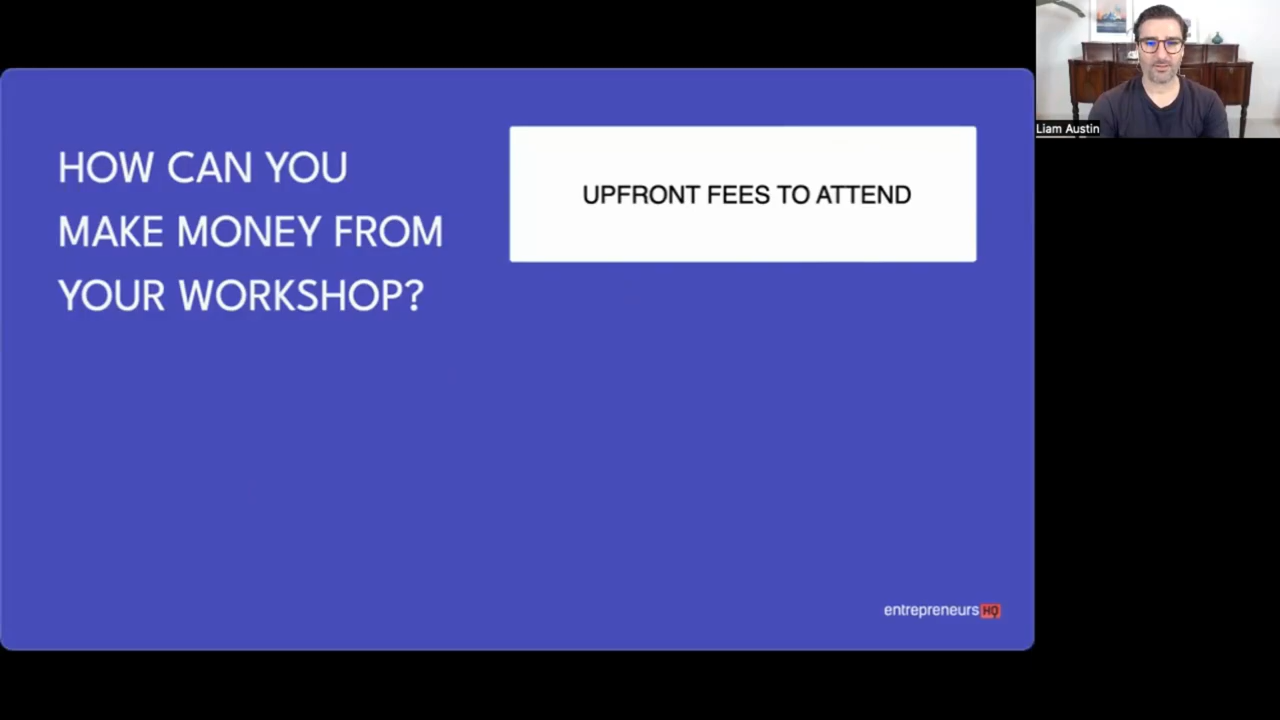 HOW CAN YOU
MAKE MONEY FROM
YOUR WORKSHOP?
UPFRONT FEES TO ATTEND
Liam Austin
entrepreneurs HQ